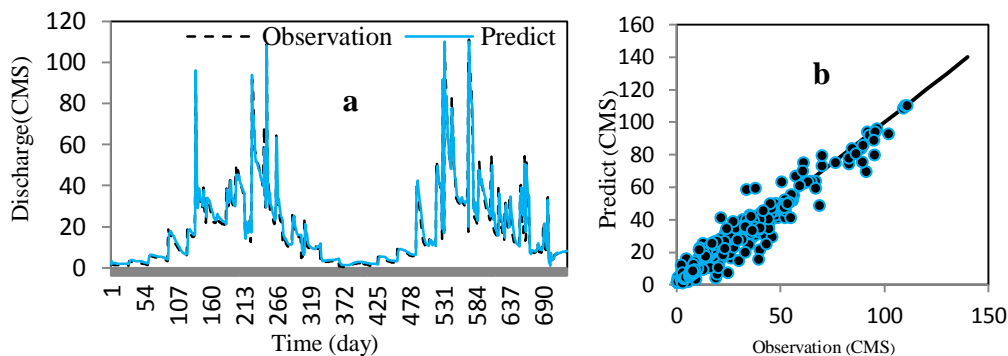 120
100
80
60
40
20
0
Discharge(CMS)
Observation Predict
a
1 54 107 160 213 266 319 372 425 478 531 584 637 690
Time (day)
160
140
120
100
80
60
40
20
0
Predict (CMS)
b
0 50 100 150
Observation (CMS)